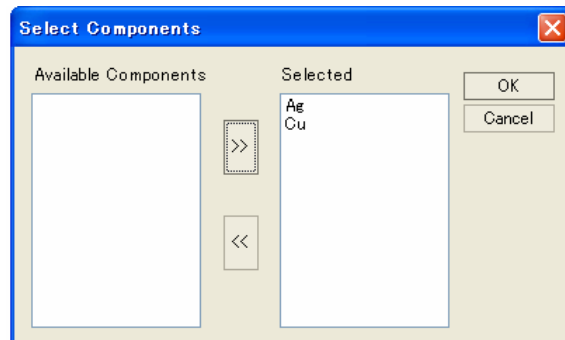 Select Components
Available Components
Selected
OK
Ag
Cu
Cancel
>>
<<